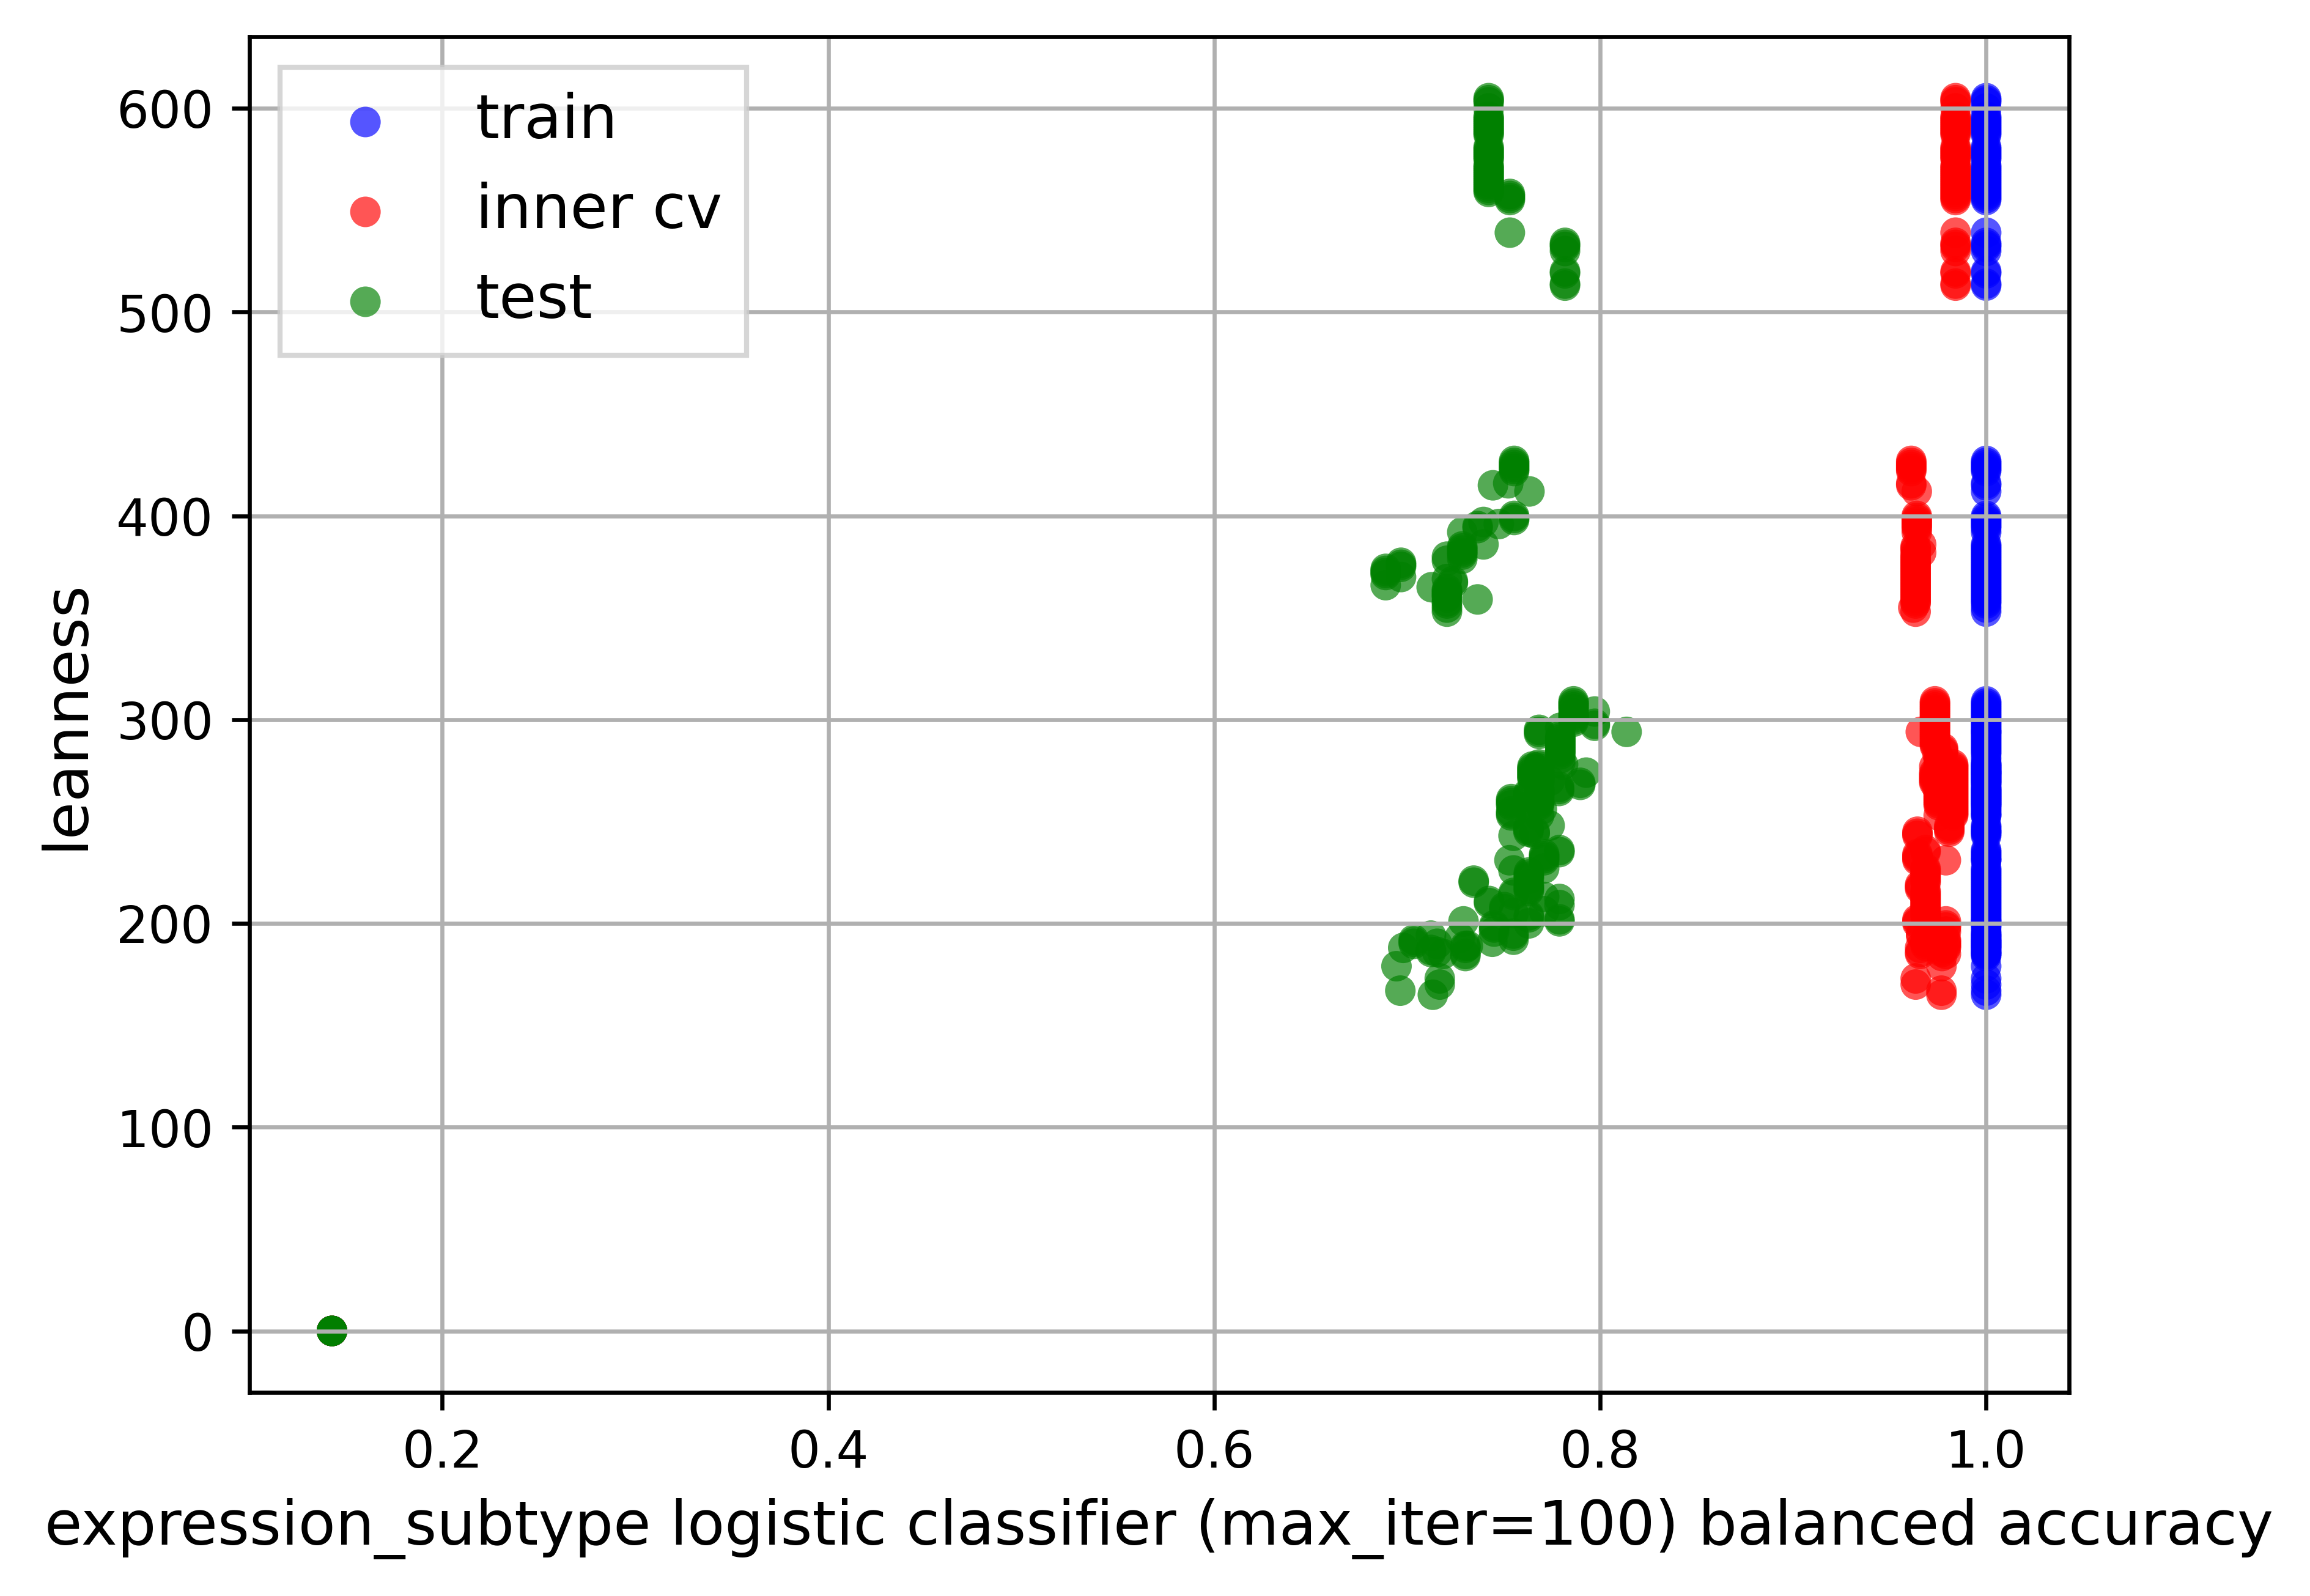 train
inner cv
test
600
500
400
300
200
100
0
leanness
0.2 0.4 0.6 0.8 1.0
expression_subtype logistic classifier (max_iter=100) balanced accuracy